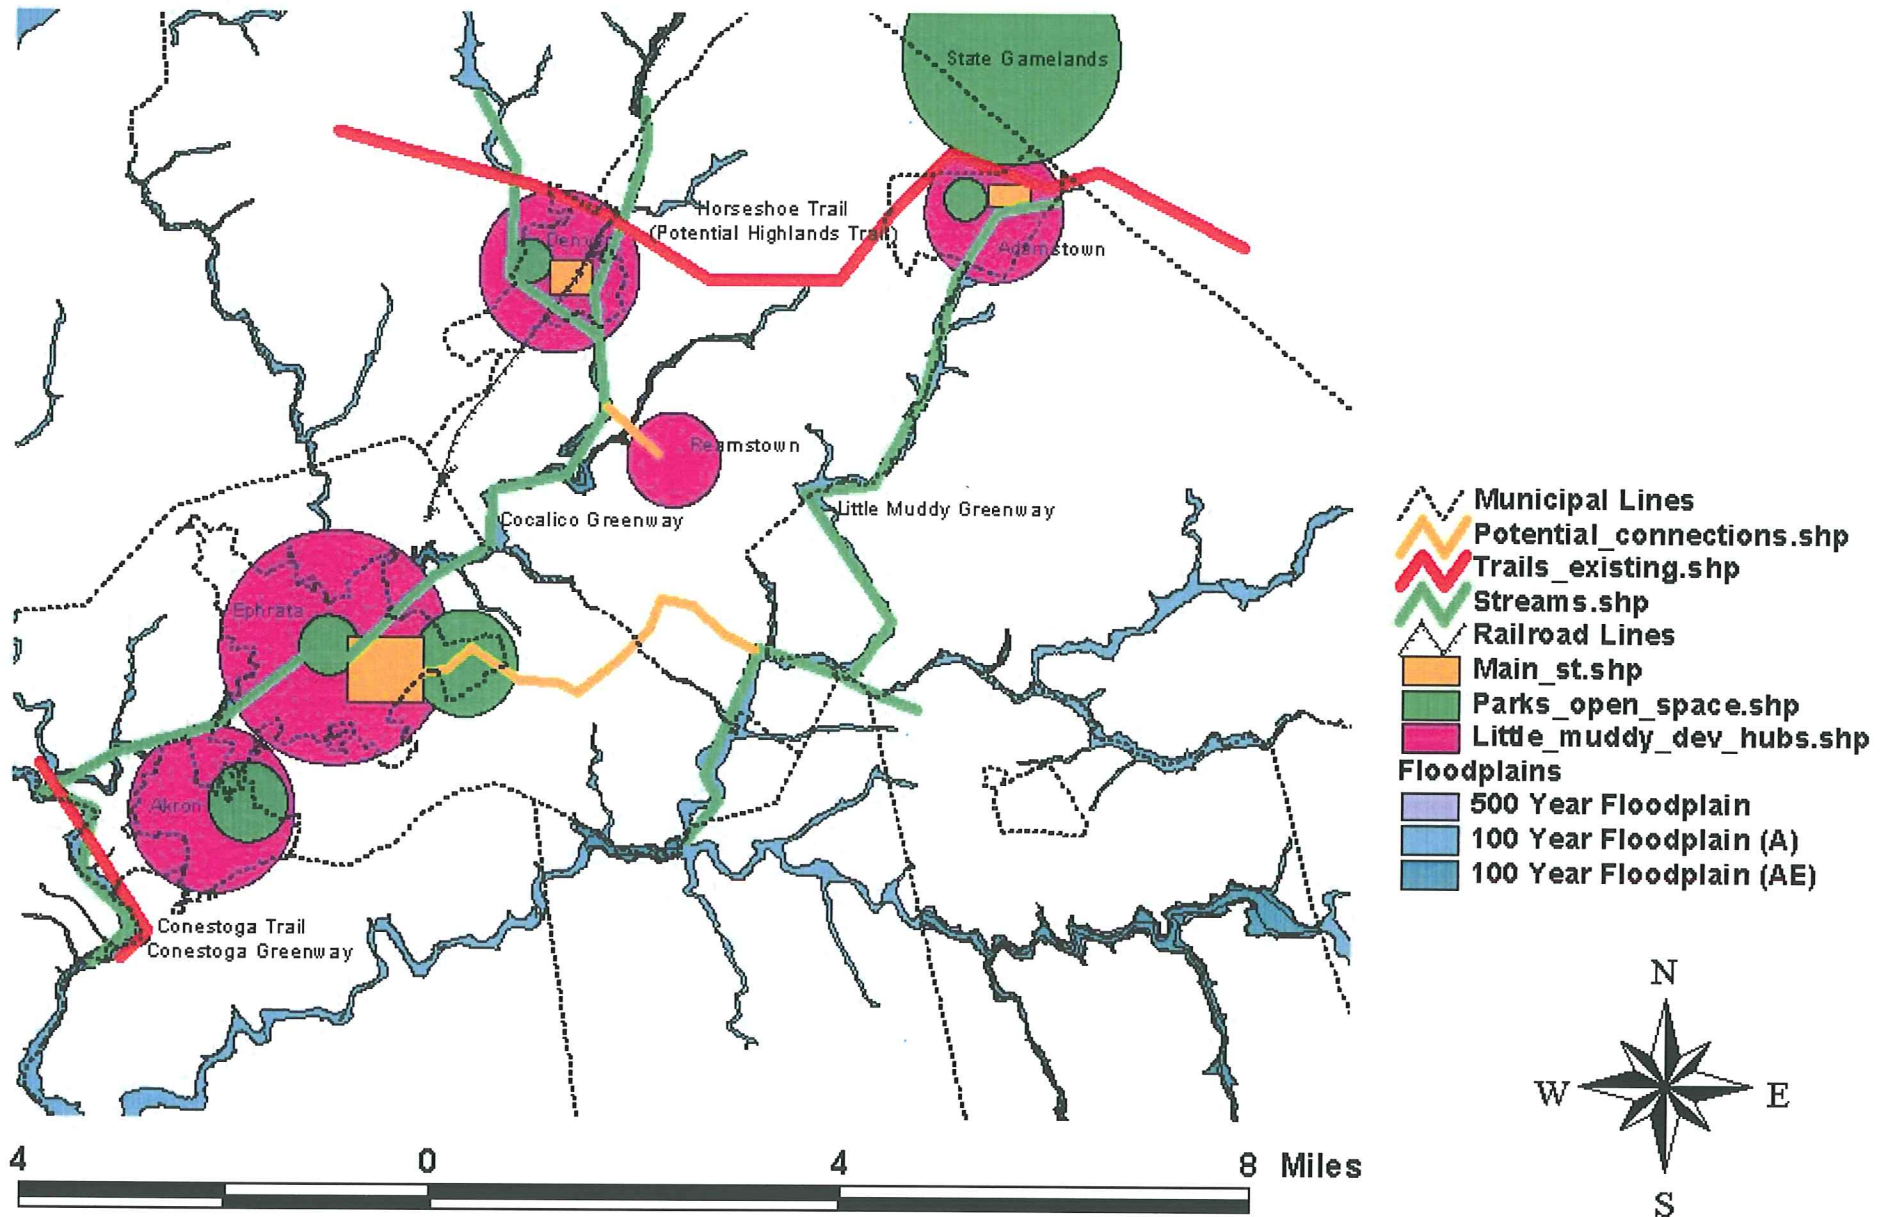 State Gamelands
Horseshoe Trail
(Potential Highlands Trail)
Denver
Adamstown
Reamstown
Cocalico Greenway
Little Muddy Greenway
Ephrata
Akron
Conestoga Trail
Conestoga Greenway
Municipal Lines
Potential_connections.shp
Trails_existing.shp
Streams.shp
Railroad Lines
Main_st.shp
Parks_open_space.shp
Little_muddy_dev_hubs.shp
Floodplains
500 Year Floodplain
100 Year Floodplain (A)
100 Year Floodplain (AE)
N
W E
S
4 0 4 8 Miles